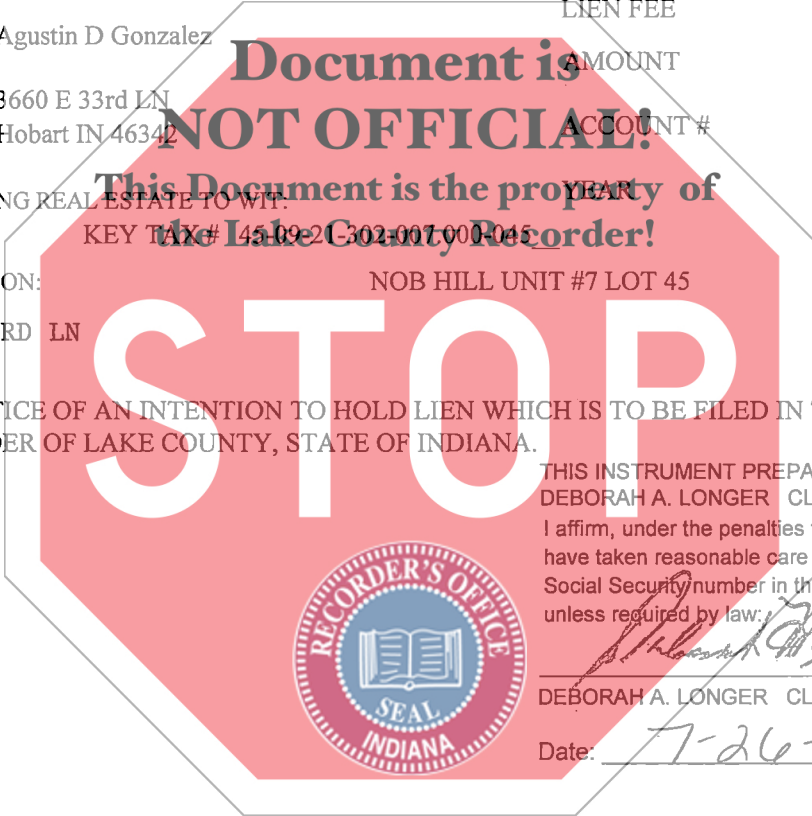 LIEN FEE
Agustin D Gonzalez
Document is
AMOUNT
3660 E 33rd LN
NOT OFFICIAL!
Hobart IN 46342
ACCOUNT #
This Document is the property of
NG REAL ESTATE TO WIT:
YEAR
the Lake County Recorder!
KEY TAX# 45-09-21-302-007.000-045
ON:
NOB HILL UNIT #7 LOT 45
RD LN
STOP
ICE OF AN INTENTION TO HOLD LIEN WHICH IS TO BE FILED IN
ER OF LAKE COUNTY, STATE OF INDIANA.
THIS INSTRUMENT PREPA
DEBORAH A. LONGER CL
I affirm, under the penalties
have taken reasonable care
Social Security number in th
unless required by law:
RECORDER'S OFFICE
SEAL
INDIANA
DEBORAH A. LONGER CL
Date: 7-26-